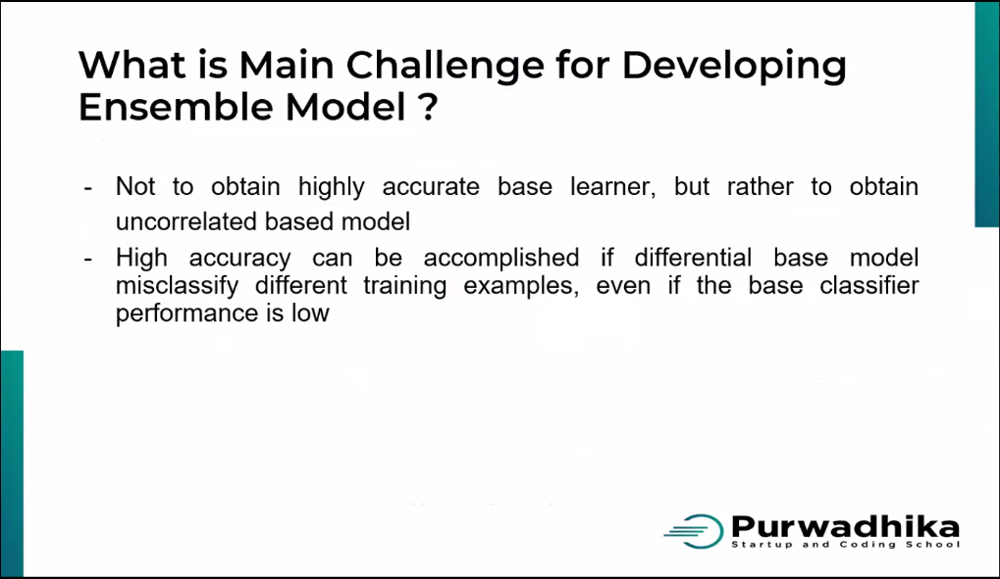 What is Main Challenge for Developing
Ensemble Model ?
- Not to obtain highly accurate base learner, but rather to obtain
uncorrelated based model
- High accuracy can be accomplished if differential base model
misclassify different training examples, even if the base classifier
performance is low
Purwadhika
Startup and Coding School